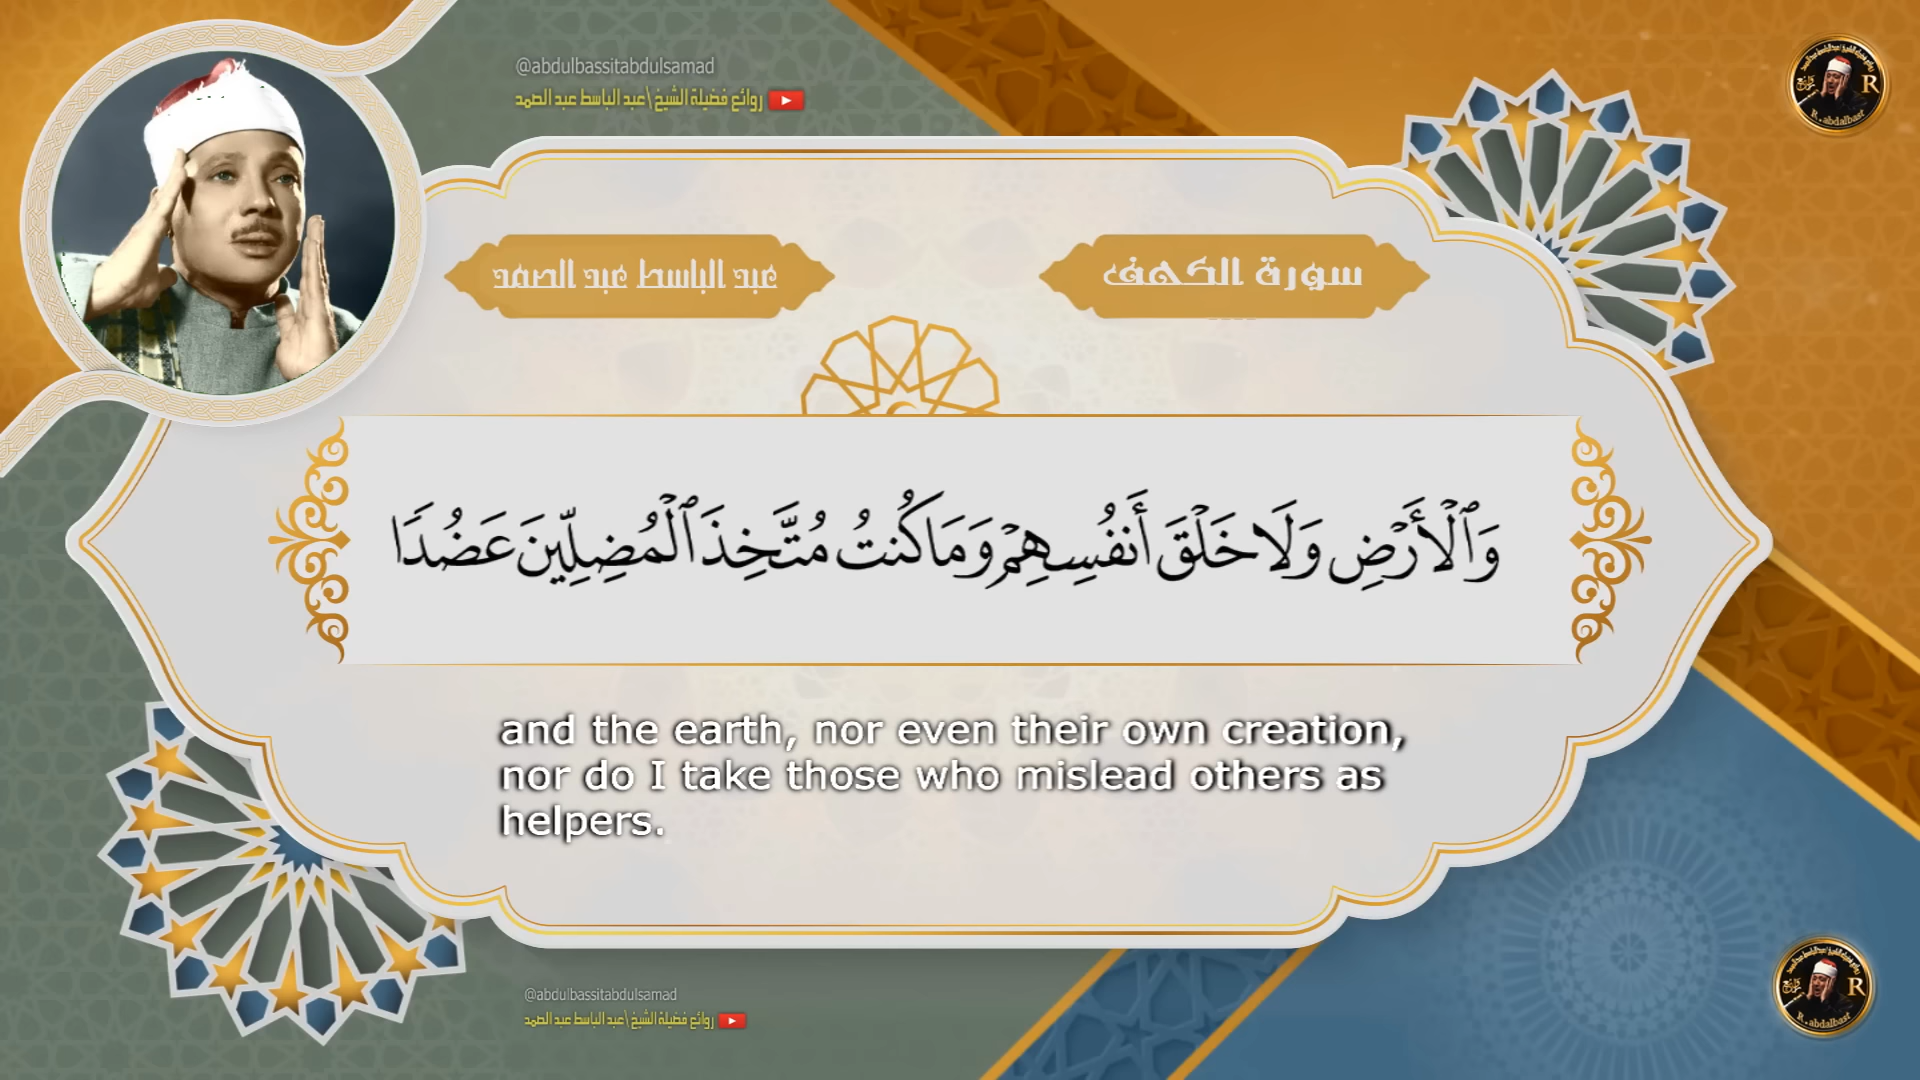 @abdulbassitabdulsamad
روائع فضيلة الشيخ\عبد الباسط عبد الصمد
R
R.abdalbast
سورة الكهف
عبد الباسط عبد الصمد
وَٱلْأَرْضِ وَلَا خَلْقَ أَنفُسِهِمْ وَمَا كُنتُ مُتَّخِذَ ٱلْمُضِلِّينَ عَضُدًا
and the earth, nor even their own creation,
nor do I take those who mislead others as
helpers.
@abdulbassitabdulsamad
روائع فضيلة الشيخ\عبد الباسط عبد الصمد
R
R.abdalbast